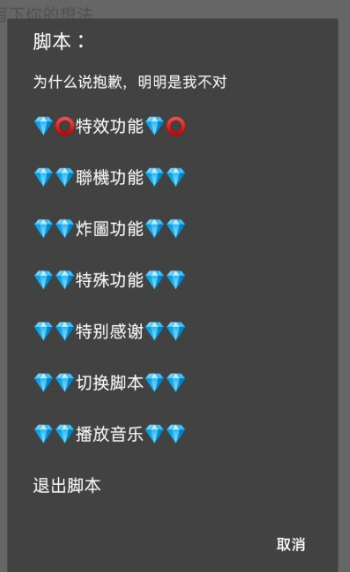 写下你的想法
脚本：
为什么说抱歉，明明是我不对
💎⭕特效功能💎⭕
💎💎聯機功能💎💎
💎💎炸圖功能💎💎
💎💎特殊功能💎💎
💎💎特别感谢💎💎
💎💎切换脚本💎💎
💎💎播放音乐💎💎
退出脚本
取消